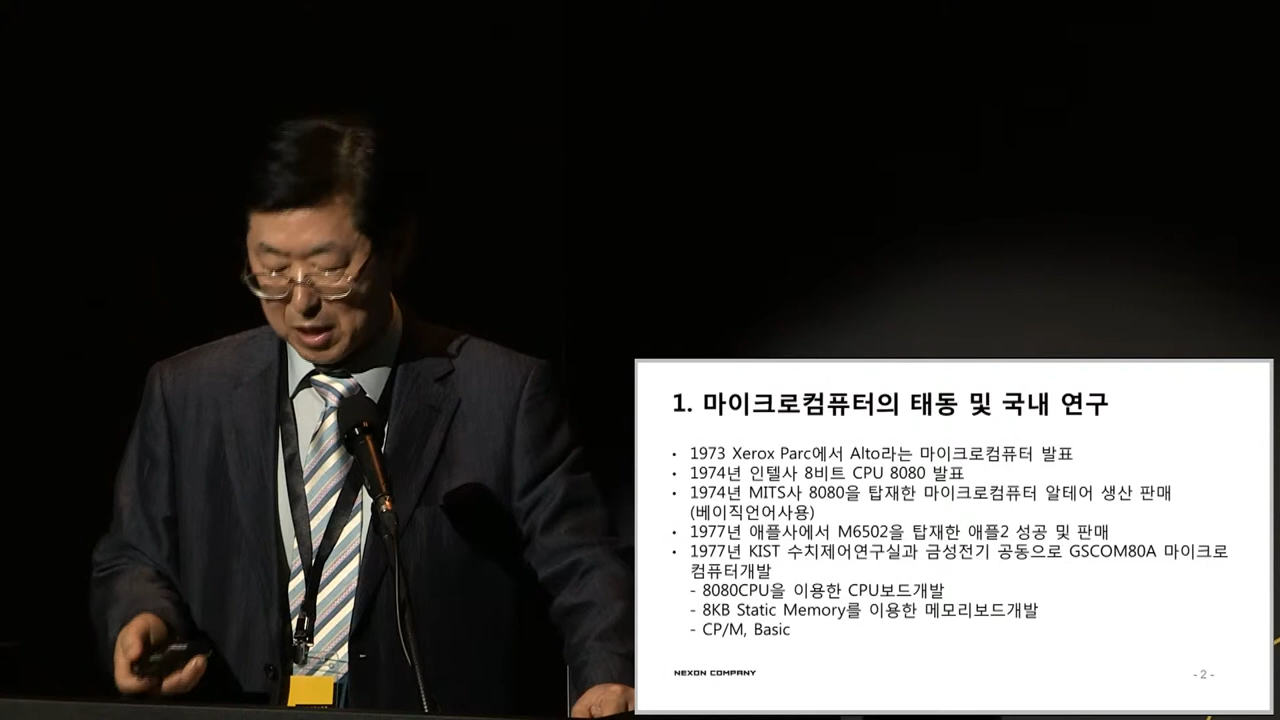 1. 마이크로컴퓨터의 태동 및 국내 연구
• 1973 Xerox Parc에서 Alto라는 마이크로컴퓨터 발표
• 1974년 인텔사 8비트 CPU 8080 발표
• 1974년 MITS사 8080을 탑재한 마이크로컴퓨터 알테어 생산 판매
(베이직언어사용)
• 1977년 애플사에서 M6502을 탑재한 애플2 성공 및 판매
• 1977년 KIST 수치제어연구실과 금성전기 공동으로 GSCOM80A 마이크로
컴퓨터개발
- 8080CPU을 이용한 CPU보드개발
- 8KB Static Memory를 이용한 메모리보드개발
- CP/M, Basic
NEXON COMPANY
- 2 -